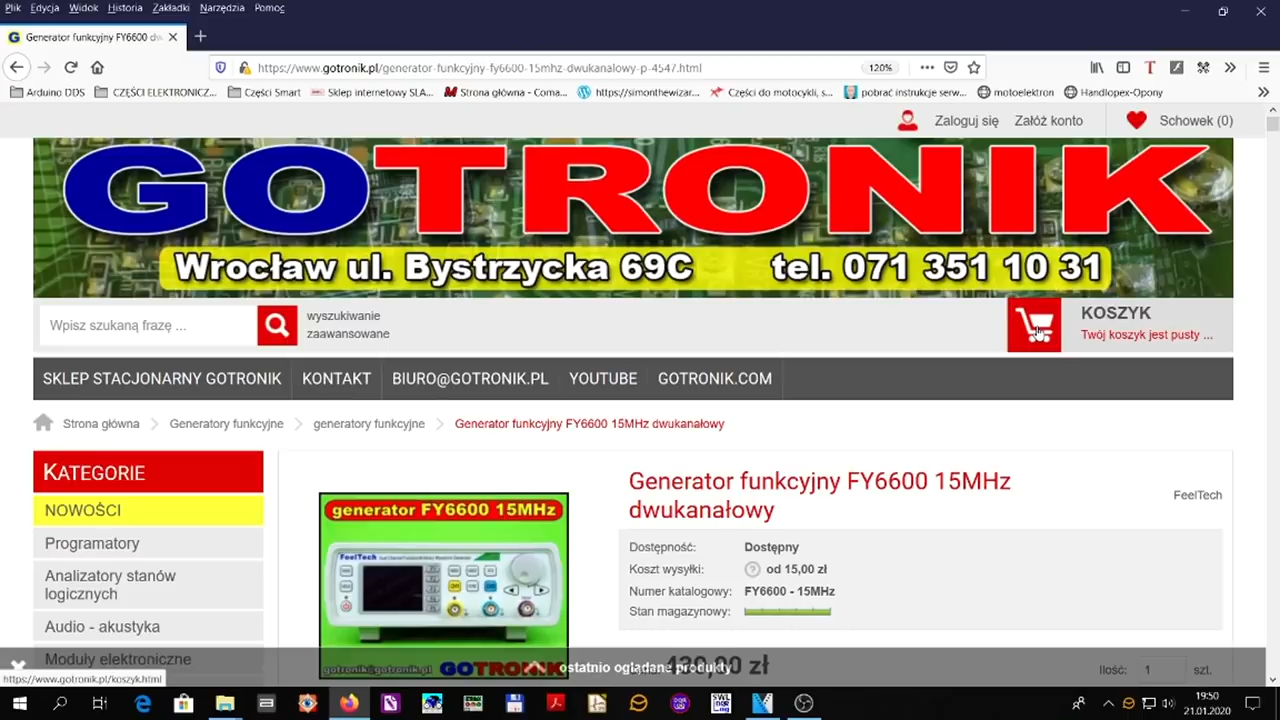 Plik Edycja Widok Historia Zakładki Narzędzia Pomoc
Generator funkcyjny FY6600 dw
https://www.gotronik.pl/generator-funkcyjny-fy6600-15mhz-dwukanalowy-p-4547.html
120%
Arduino DDS
CZĘŚCI ELEKTRONICZ...
Części Smart
Sklep internetowy SLA...
Strona główna - Coma...
https://simonthewizar...
Części do motocykli, s...
pobrać instrukcje serw...
motoelektron
Handlopex-Opony
Zaloguj się Załóż konto
Schowek (0)
GOTRONIK
Wrocław ul. Bystrzycka 69C tel. 071 351 10 31
Wpisz szukaną frazę ...
wyszukiwanie
zaawansowane
KOSZYK
Twój koszyk jest pusty ...
SKLEP STACJONARNY GOTRONIK KONTAKT BIURO@GOTRONIK.PL YOUTUBE GOTRONIK.COM
Strona główna Generatory funkcyjne generatory funkcyjne Generator funkcyjny FY6600 15MHz dwukanałowy
KATEGORIE
NOWOŚCI
Programatory
Analizatory stanów
logicznych
Audio - akustyka
Moduły elektroniczne
generator FY6600 15MHz
FeelTech
gotronik@gotronik.pl GOTRONIK
Generator funkcyjny FY6600 15MHz
dwukanałowy
FeelTech
Dostępność: Dostępny
Koszt wysyłki: od 15,00 zł
Numer katalogowy: FY6600 - 15MHz
Stan magazynowy:
ostatnio oglądane produkty
Ilość: 1 szt.
https://www.gotronik.pl/koszyk.html
19:50
21.01.2020